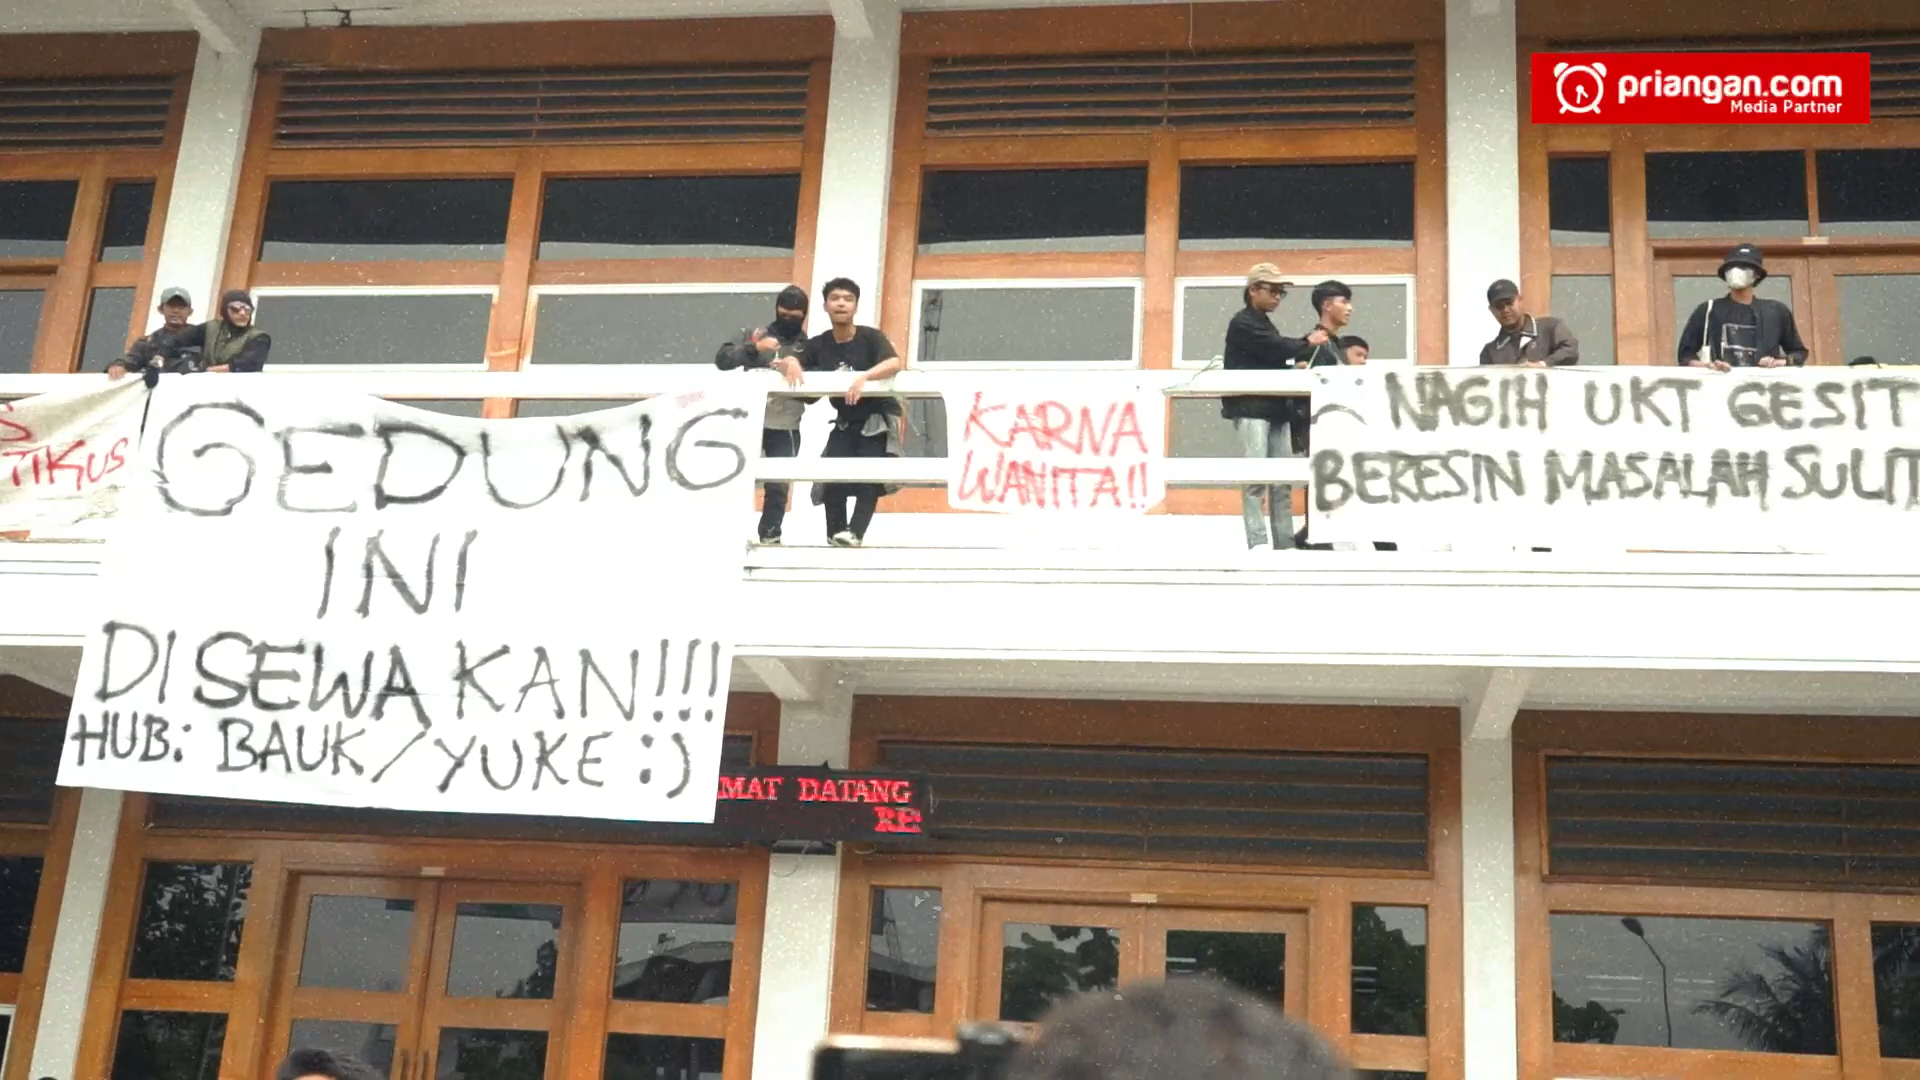 priangan.com
Media Partner
S
TIKUS
GEDUNG
INI
DISEWAKAN!!!
HUB: BAUK/YUKE :)
KARNA
WANITA!!
NAGIH UKT GESIT
BERESIN MASALAH SULIT
MAT DATANG
RE